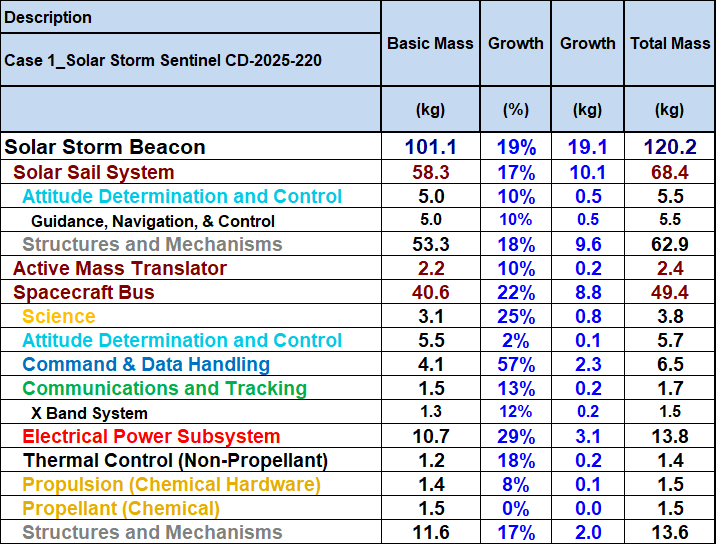 Description
Case 1_Solar Storm Sentinel CD-2025-220
Basic Mass Growth Growth Total Mass
(kg) (%) (kg) (kg)
Solar Storm Beacon 101.1 19% 19.1 120.2
Solar Sail System 58.3 17% 10.1 68.4
Attitude Determination and Control 5.0 10% 0.5 5.5
Guidance, Navigation, & Control 5.0 10% 0.5 5.5
Structures and Mechanisms 53.3 18% 9.6 62.9
Active Mass Translator 2.2 10% 0.2 2.4
Spacecraft Bus 40.6 22% 8.8 49.4
Science 3.1 25% 0.8 3.8
Attitude Determination and Control 5.5 2% 0.1 5.7
Command & Data Handling 4.1 57% 2.3 6.5
Communications and Tracking 1.5 13% 0.2 1.7
X Band System 1.3 12% 0.2 1.5
Electrical Power Subsystem 10.7 29% 3.1 13.8
Thermal Control (Non-Propellant) 1.2 18% 0.2 1.4
Propulsion (Chemical Hardware) 1.4 8% 0.1 1.5
Propellant (Chemical) 1.5 0% 0.0 1.5
Structures and Mechanisms 11.6 17% 2.0 13.6